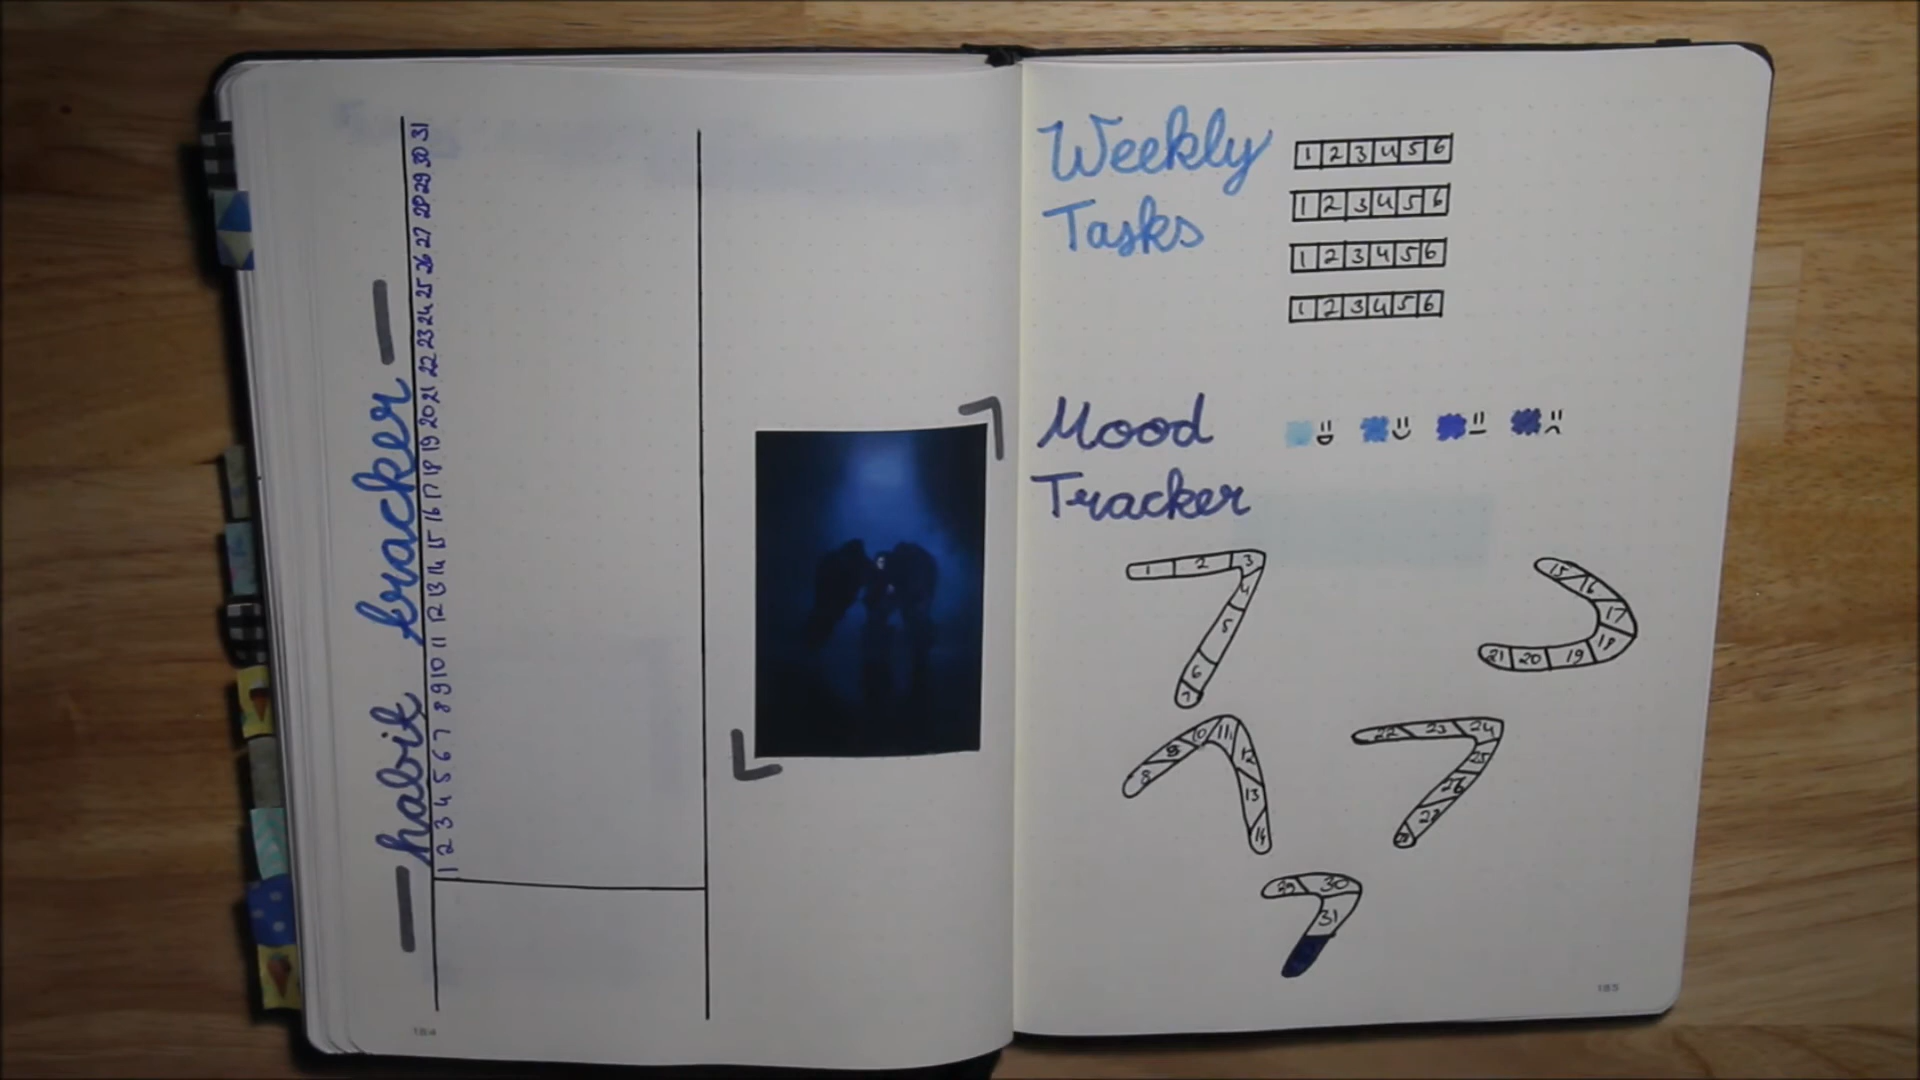 habit tracker
1 2 3 4 5 6 7 8 9 10 11 12 13 14 15 16 17 18 19 20 21 22 23 24 25 26 27 28 29 30 31
184
Weekly
Tasks
1 2 3 4 5 6
1 2 3 4 5 6
1 2 3 4 5 6
1 2 3 4 5 6
Mood
Tracker
1 2 3
4
5
6
7
8 9 10 11
12
13
14
15 16
17
18
19
20
21
22 23 24
25
26
30
31
185